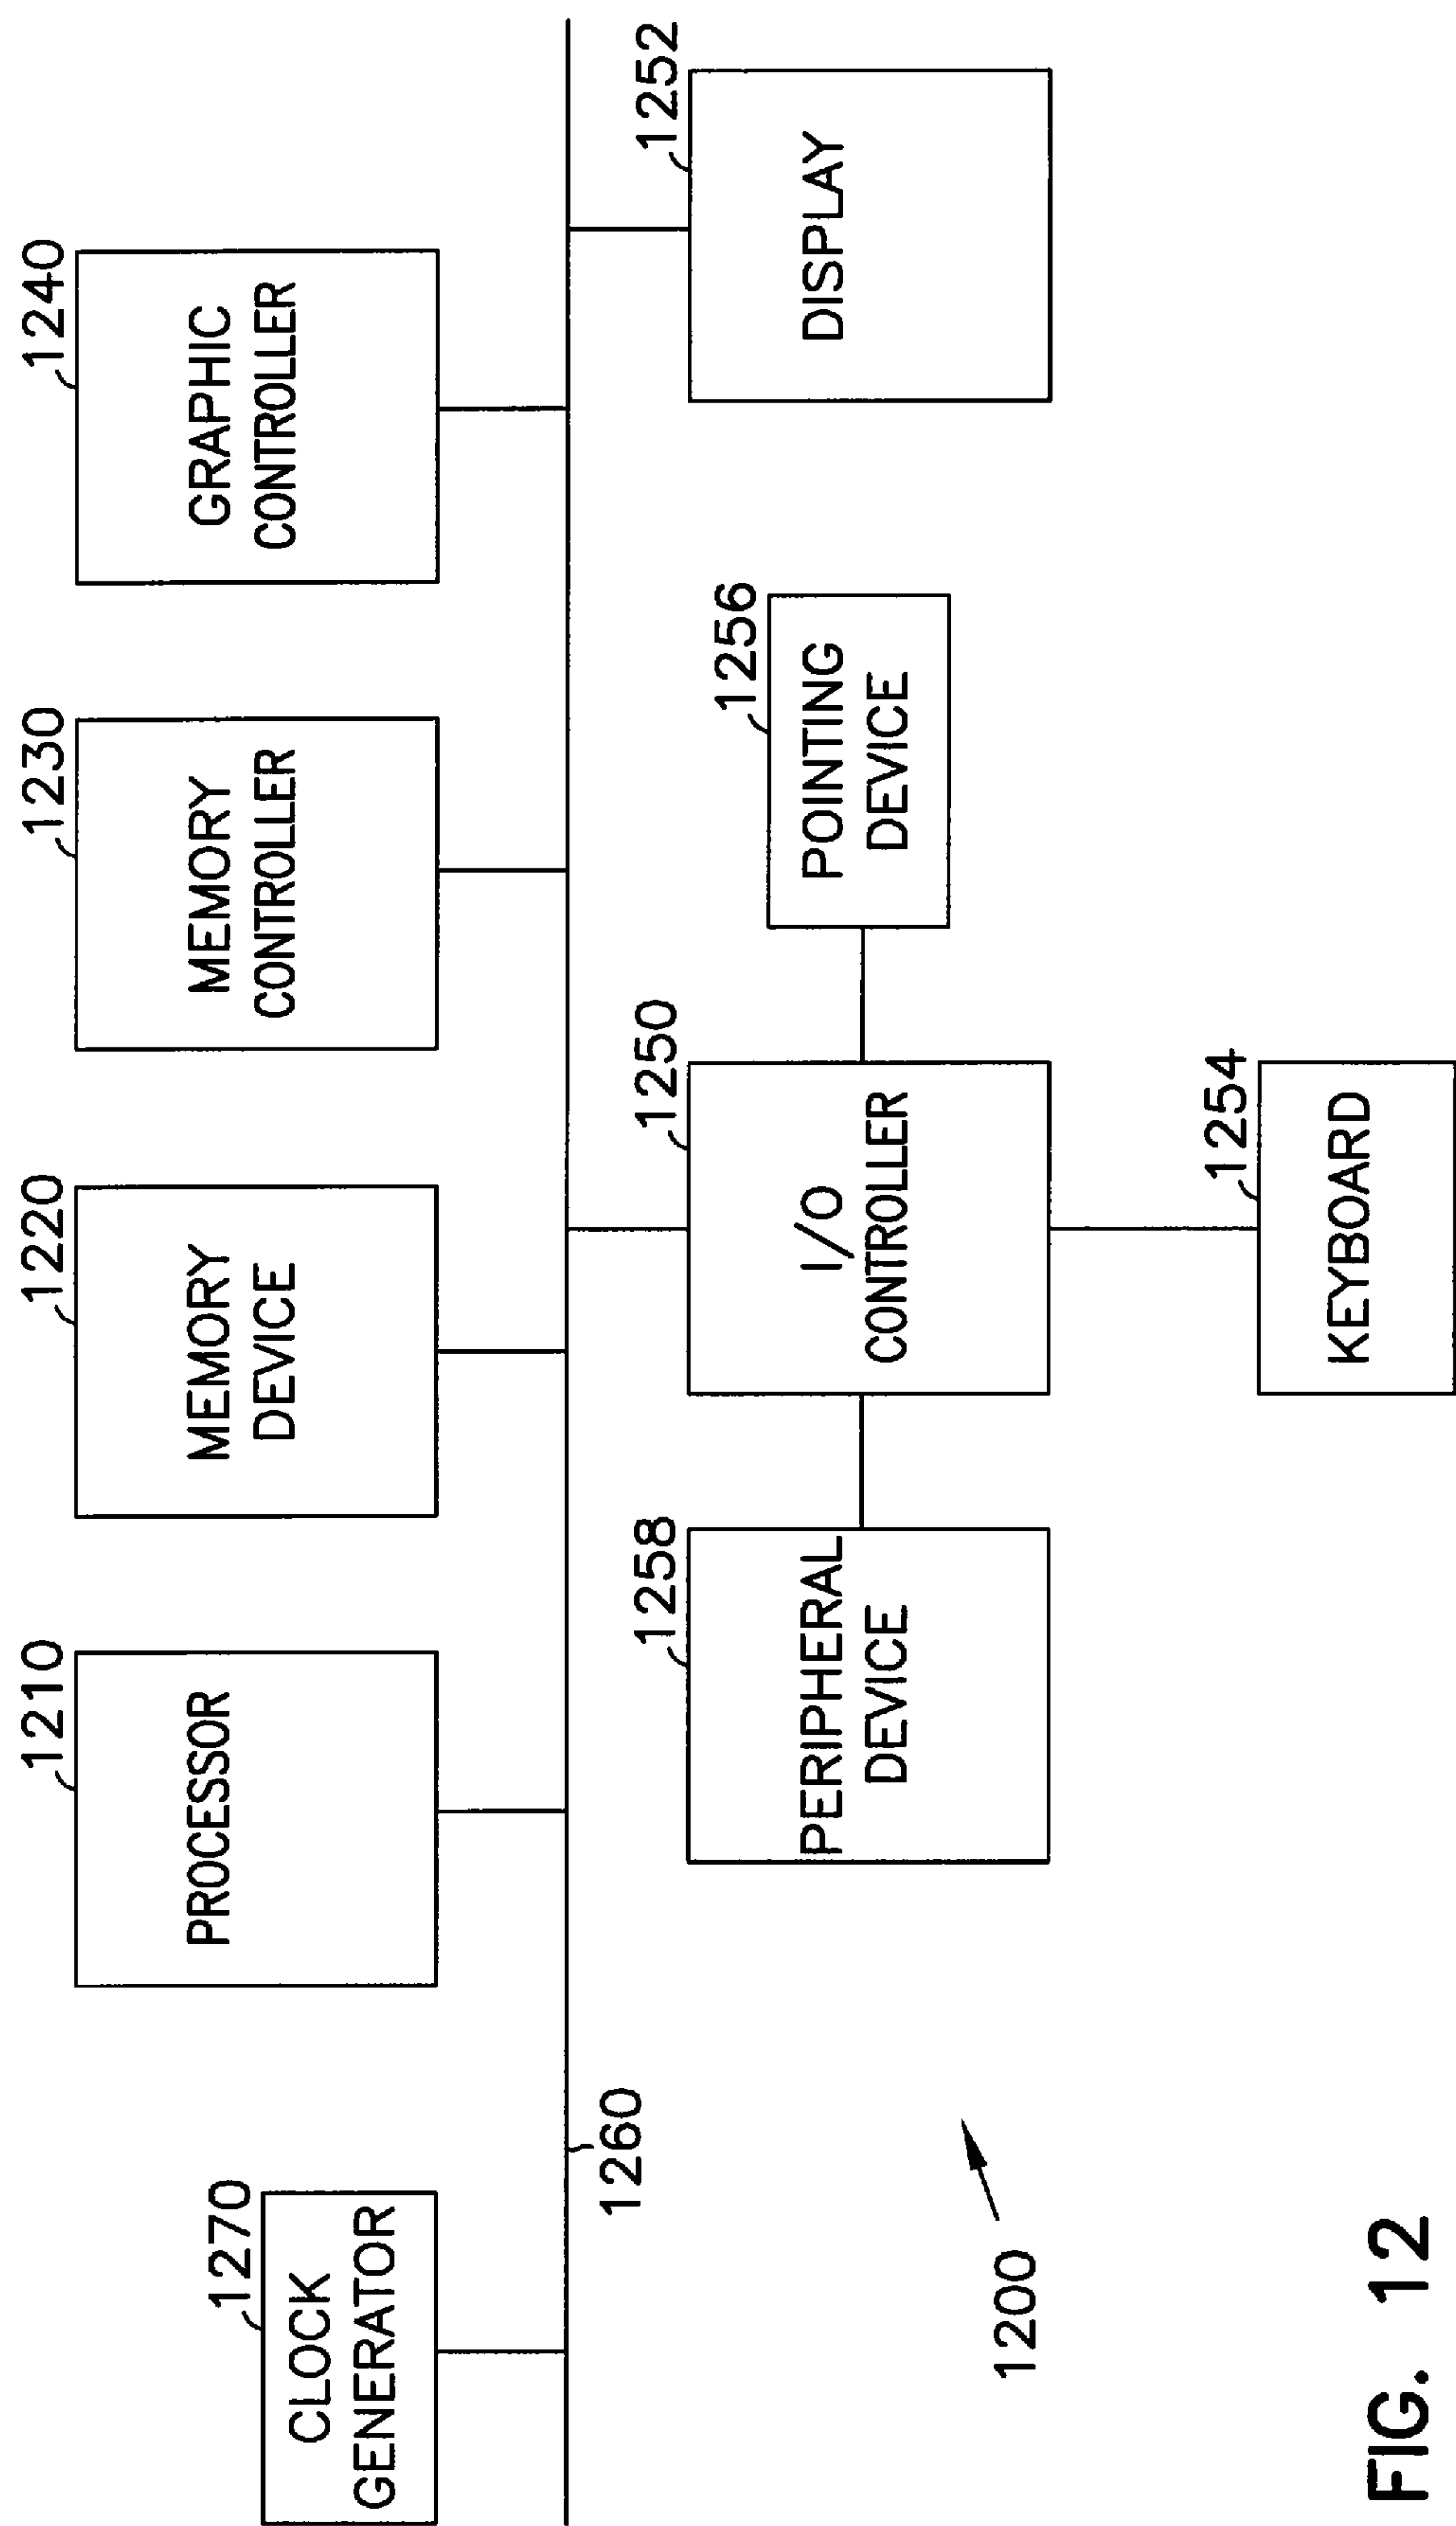 1210
1220
1230
1240
PROCESSOR
MEMORY
DEVICE
MEMORY
CONTROLLER
GRAPHIC
CONTROLLER
1270
CLOCK
GENERATOR
1260
1258
1250
1252
PERIPHERAL
DEVICE
I/O
CONTROLLER
1256
POINTING
DEVICE
DISPLAY
1200
1254
KEYBOARD
FIG. 12